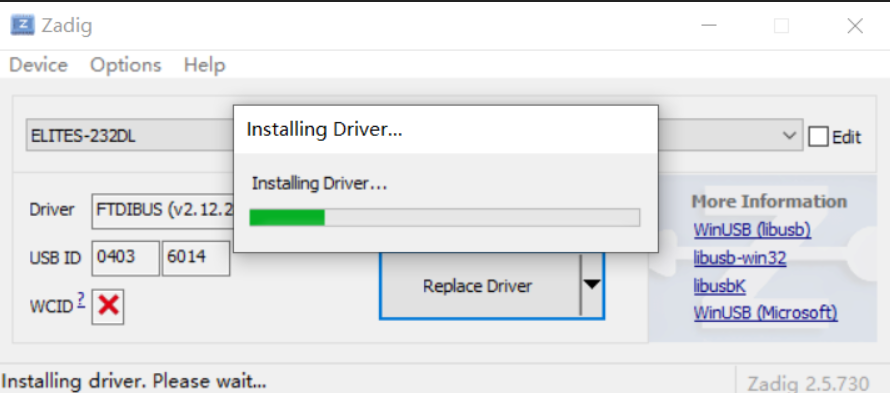 Zadig
Device Options Help
Installing Driver...
ELITES-232DL
Edit
Installing Driver...
Driver FTDIBUS (v2.12.2
More Information
WinUSB (libusb)
USB ID 0403 6014
libusb-win32
Replace Driver
libusbK
WCID ?
WinUSB (Microsoft)
Installing driver. Please wait...
Zadig 2.5.730